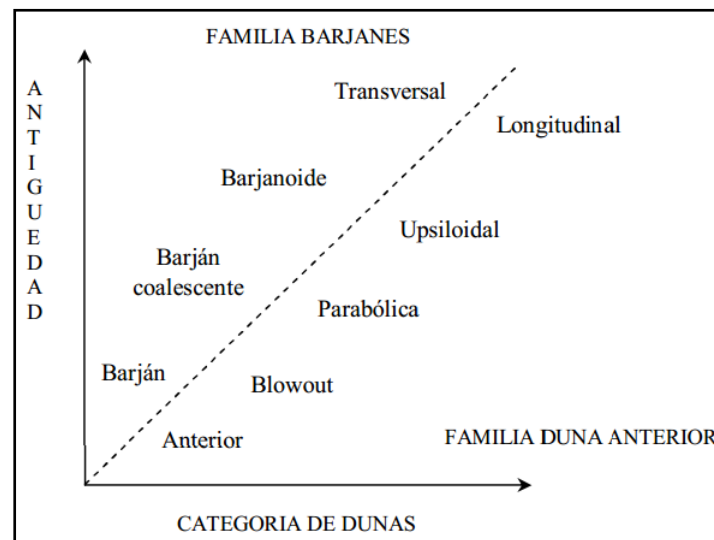 FAMILIA BARJANES
ANTIGUEDAD
Transversal
Longitudinal
Barjanoide
Upsiloidal
Barján
coalescente
Parabólica
Barján
Blowout
Anterior
FAMILIA DUNA ANTERIOR
CATEGORIA DE DUNAS